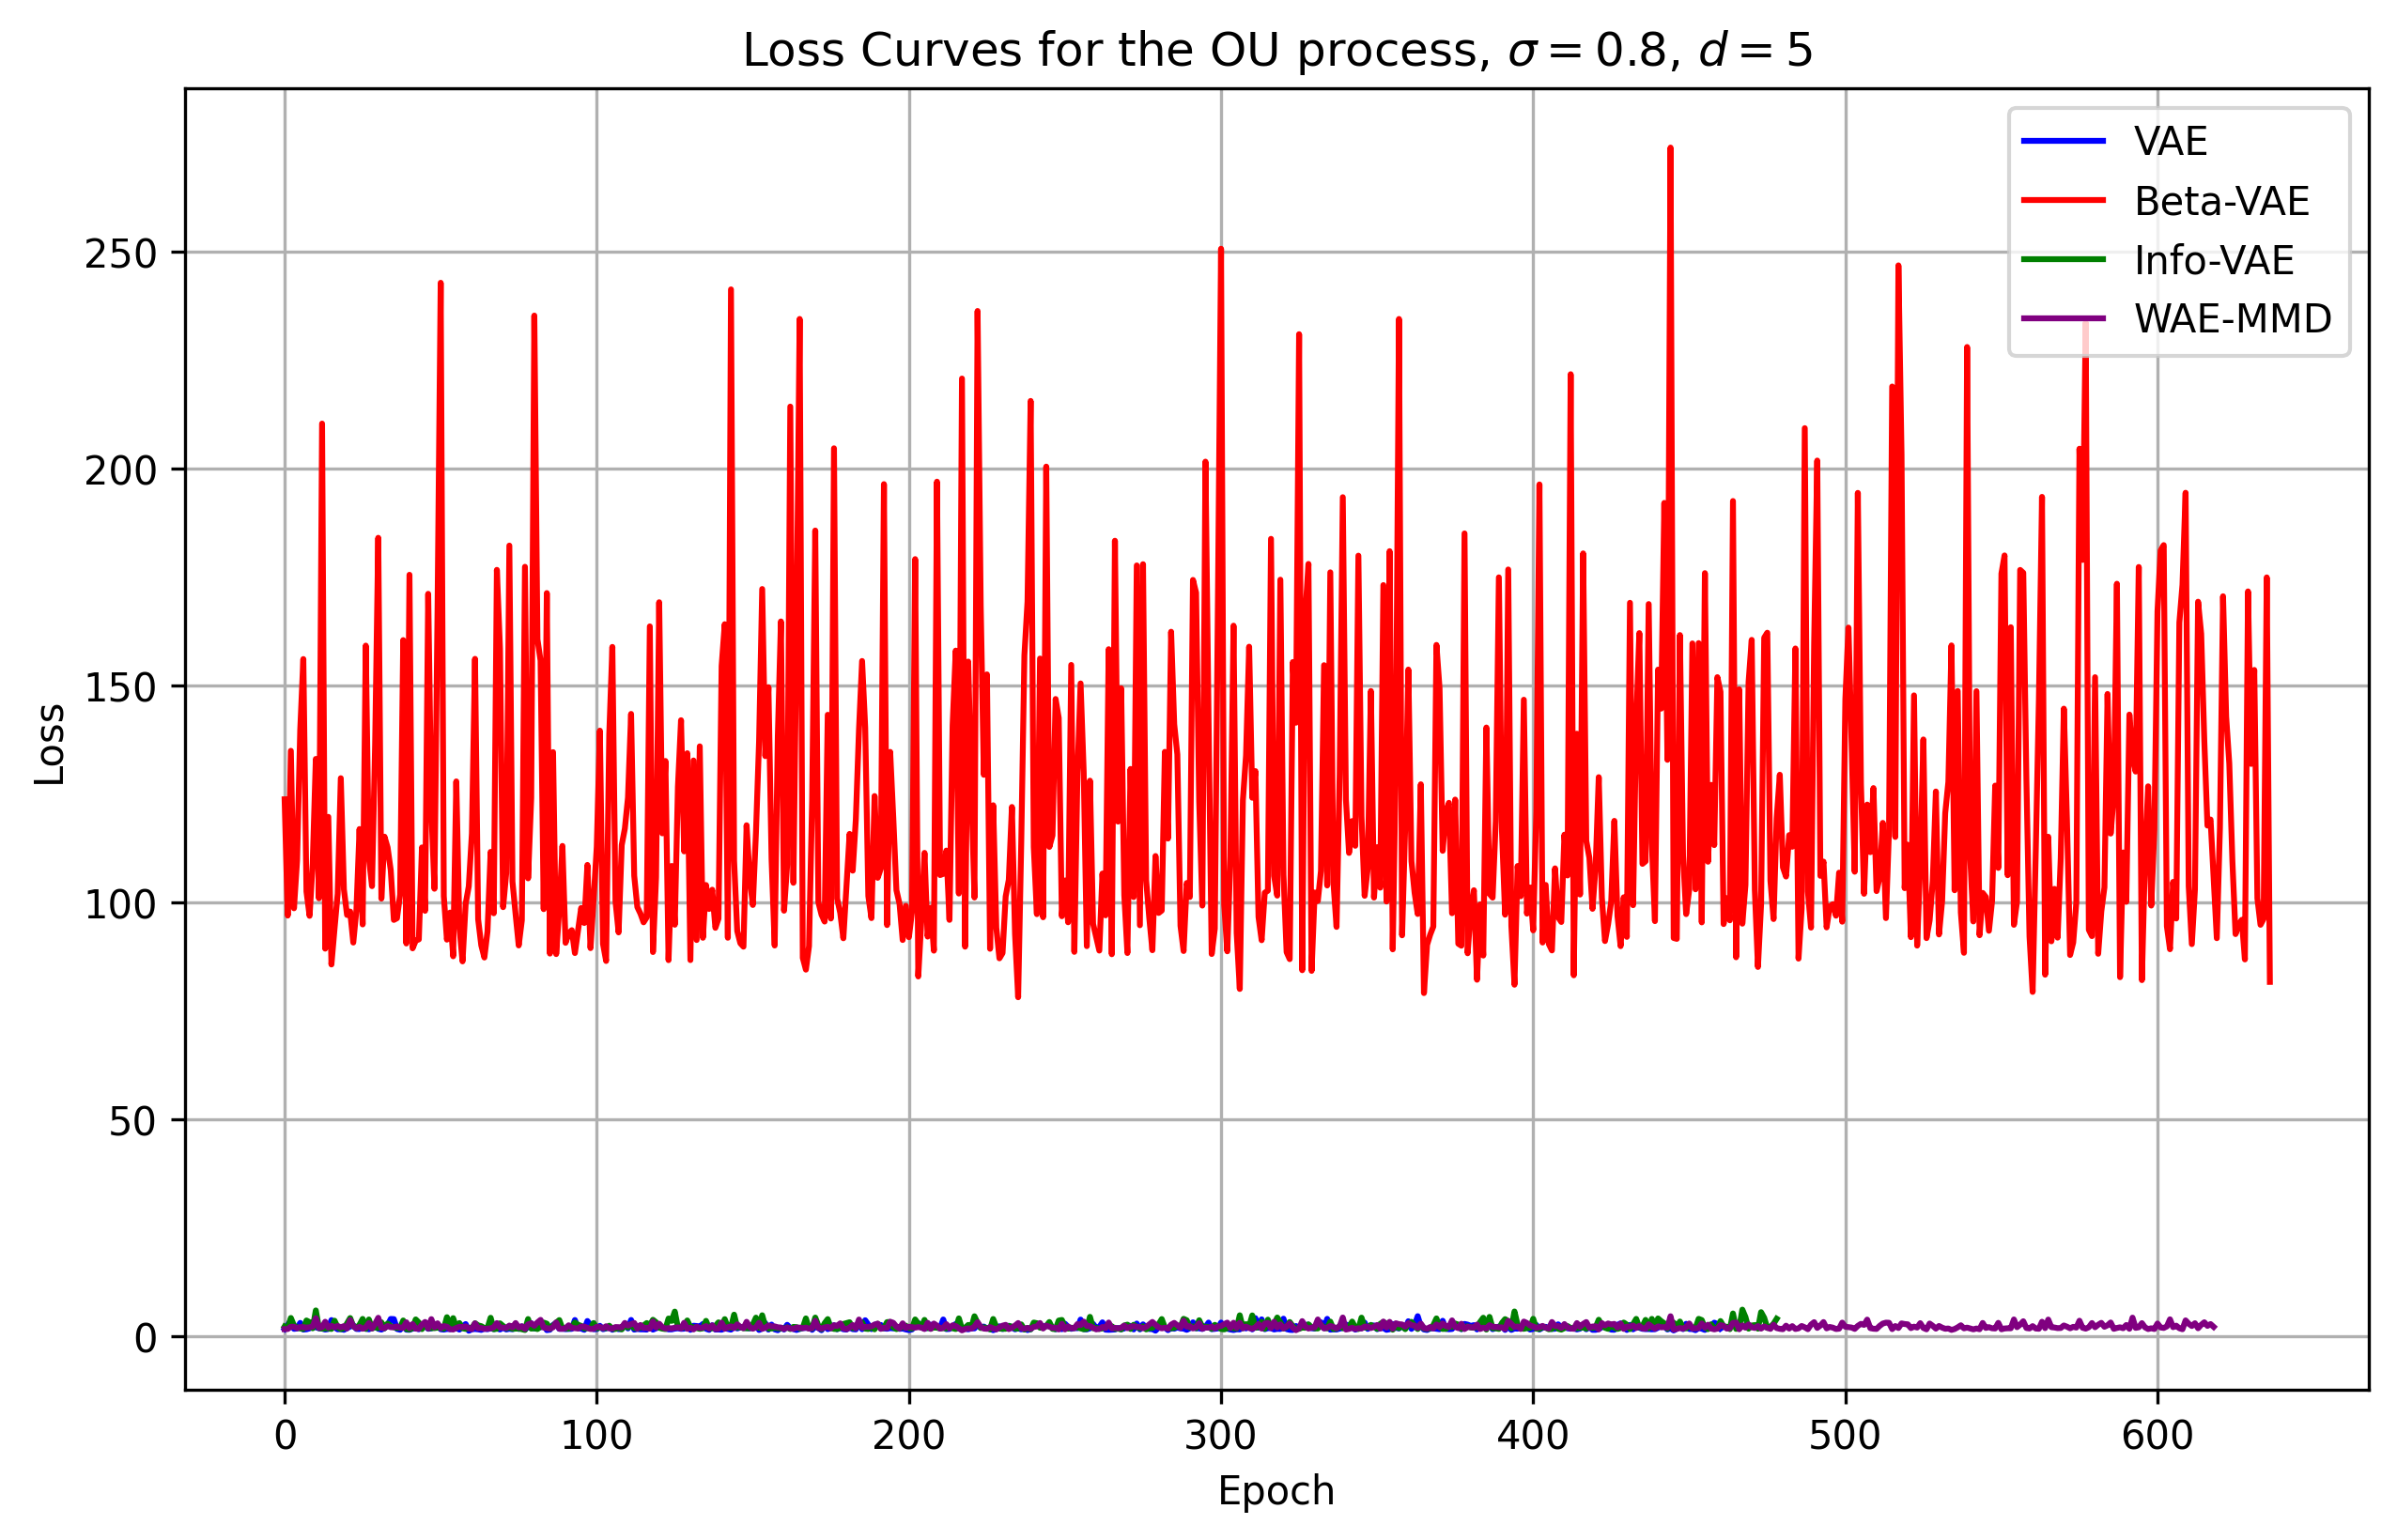 Loss Curves for the OU process, σ = 0.8, d = 5
VAE
Beta-VAE
Info-VAE
WAE-MMD
250
200
150
100
50
0
Loss
0 100 200 300 400 500 600
Epoch